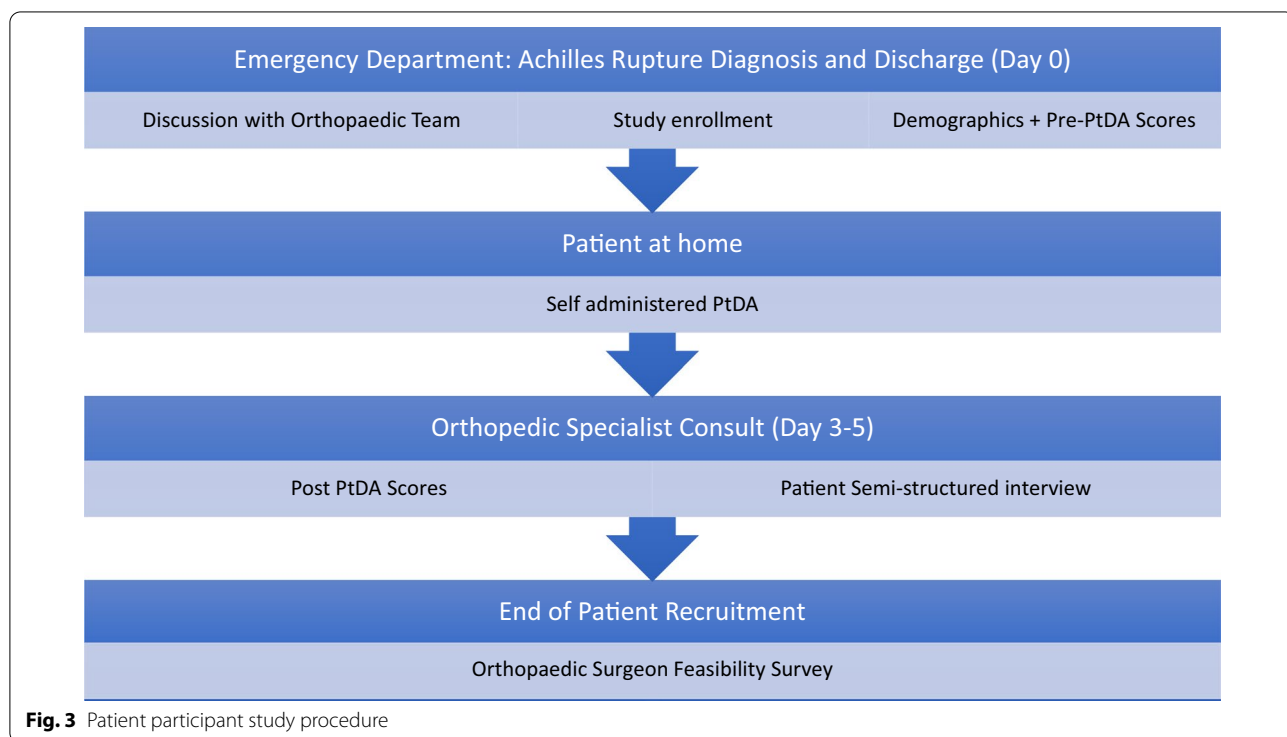 Emergency Department: Achilles Rupture Diagnosis and Discharge (Day 0)
Discussion with Orthopaedic Team
Study enrollment
Demographics + Pre-PtDA Scores
Patient at home
Self administered PtDA
Orthopedic Specialist Consult (Day 3-5)
Post PtDA Scores
Patient Semi-structured interview
End of Patient Recruitment
Orthopaedic Surgeon Feasibility Survey
Fig. 3 Patient participant study procedure